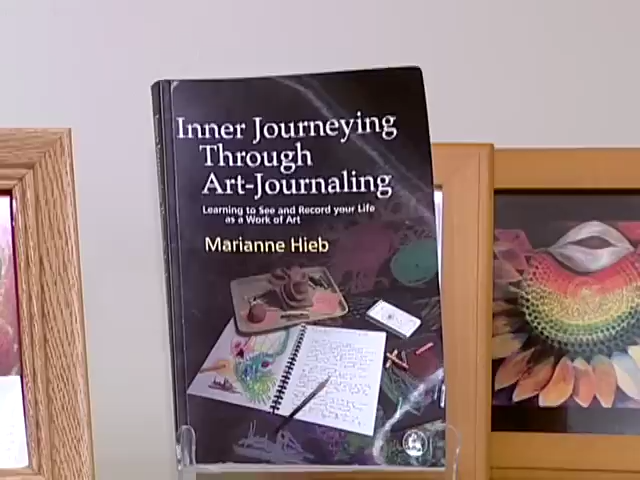 Inner Journeying
Through
Art-Journaling
Learning to See and Record your Life
as a Work of Art
Marianne Hieb